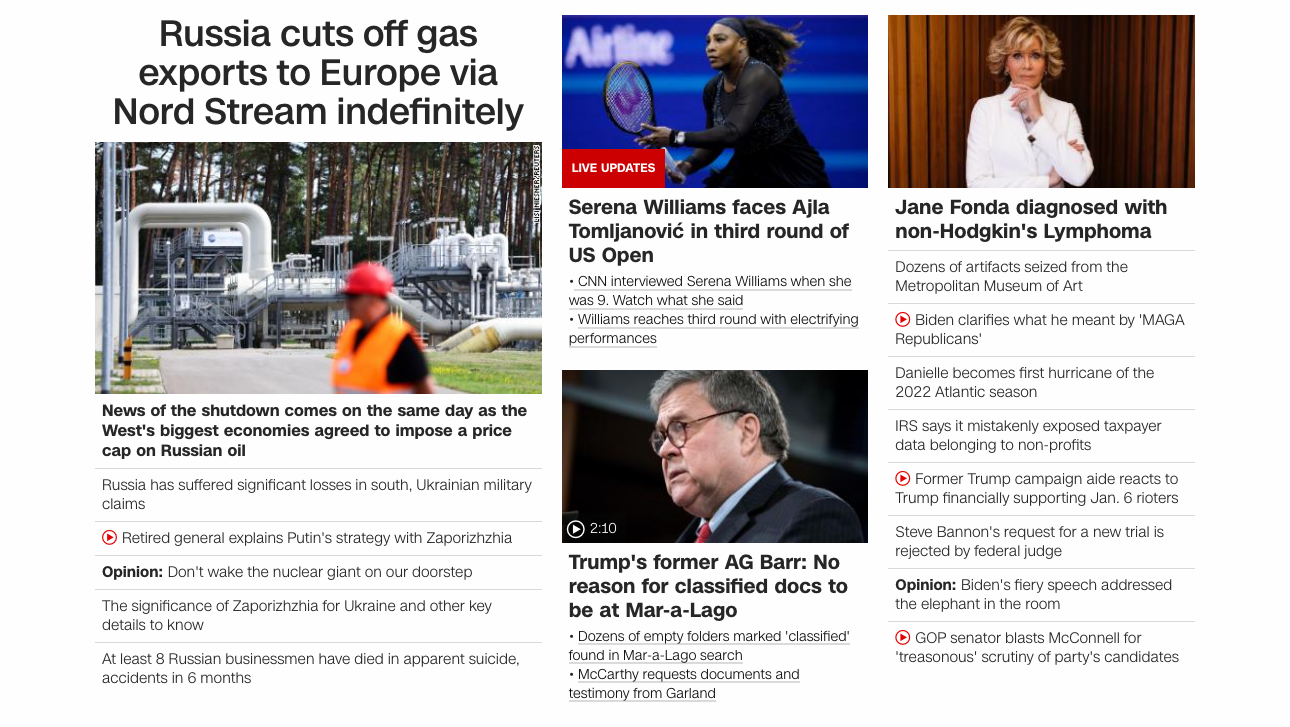 Russia cuts off gas
exports to Europe via
Nord Stream indefinitely
News of the shutdown comes on the same day as the
West's biggest economies agreed to impose a price
cap on Russian oil
Russia has suffered significant losses in south, Ukrainian military
claims
Retired general explains Putin's strategy with Zaporizhzhia
Opinion: Don't wake the nuclear giant on our doorstep
The significance of Zaporizhzhia for Ukraine and other key
details to know
At least 8 Russian businessmen have died in apparent suicide,
accidents in 6 months
Airline
LIVE UPDATES
Serena Williams faces Ajla
Tomljanović in third round of
US Open
• CNN interviewed Serena Williams when she
was 9. Watch what she said
• Williams reaches third round with electrifying
performances
2:10
Trump's former AG Barr: No
reason for classified docs to
be at Mar-a-Lago
• Dozens of empty folders marked 'classified'
found in Mar-a-Lago search
• McCarthy requests documents and
testimony from Garland
Jane Fonda diagnosed with
non-Hodgkin's Lymphoma
Dozens of artifacts seized from the
Metropolitan Museum of Art
Biden clarifies what he meant by 'MAGA
Republicans'
Danielle becomes first hurricane of the
2022 Atlantic season
IRS says it mistakenly exposed taxpayer
data belonging to non-profits
Former Trump campaign aide reacts to
Trump financially supporting Jan. 6 rioters
Steve Bannon's request for a new trial is
rejected by federal judge
Opinion: Biden's fiery speech addressed
the elephant in the room
GOP senator blasts McConnell for
'treasonous' scrutiny of party's candidates